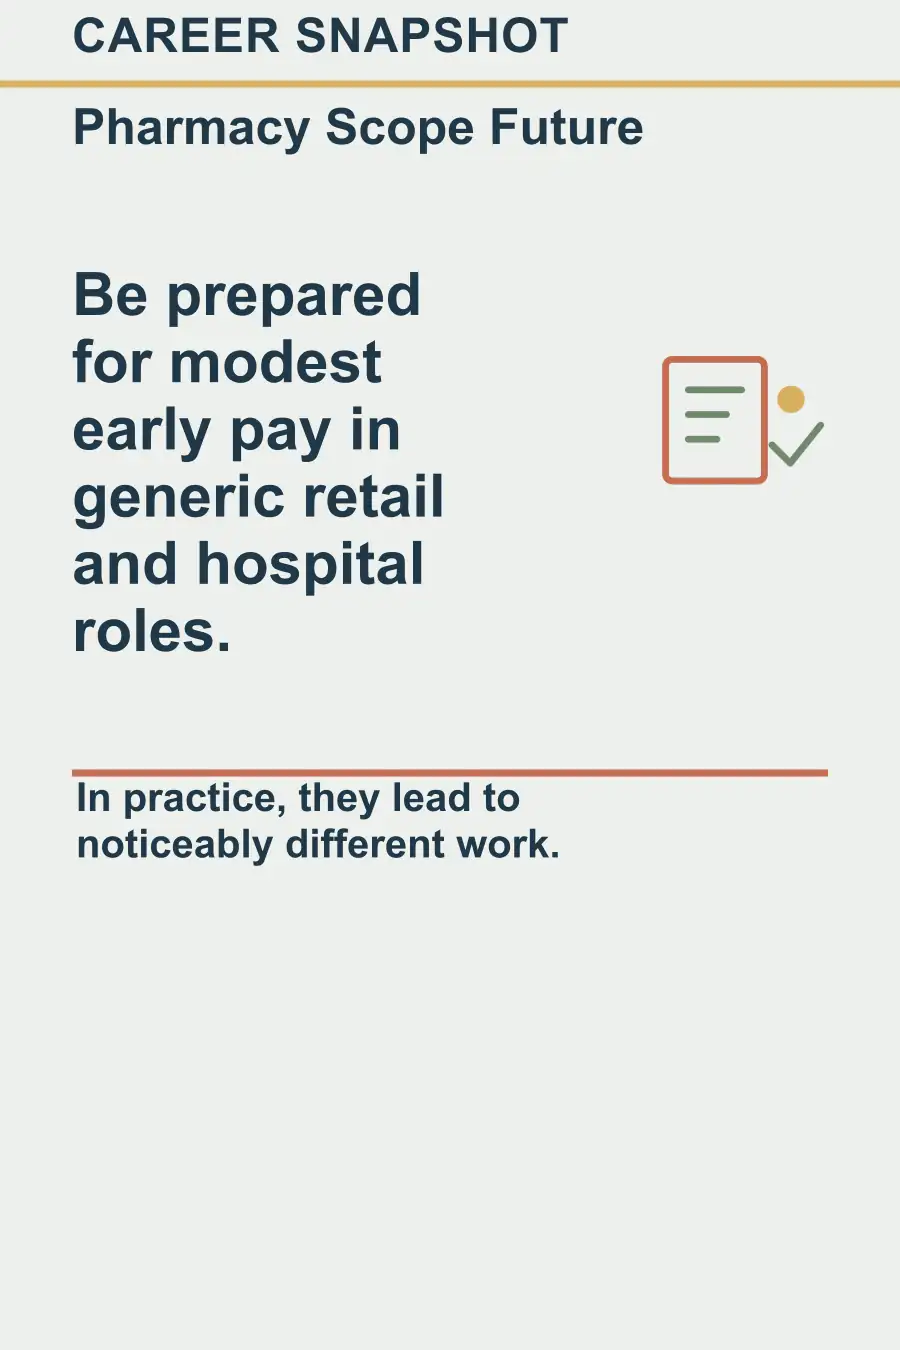 CAREER SNAPSHOT
Pharmacy Scope Future
Be prepared
for modest
early pay in
generic retail
and hospital
roles.
In practice, they lead to
noticeably different work.